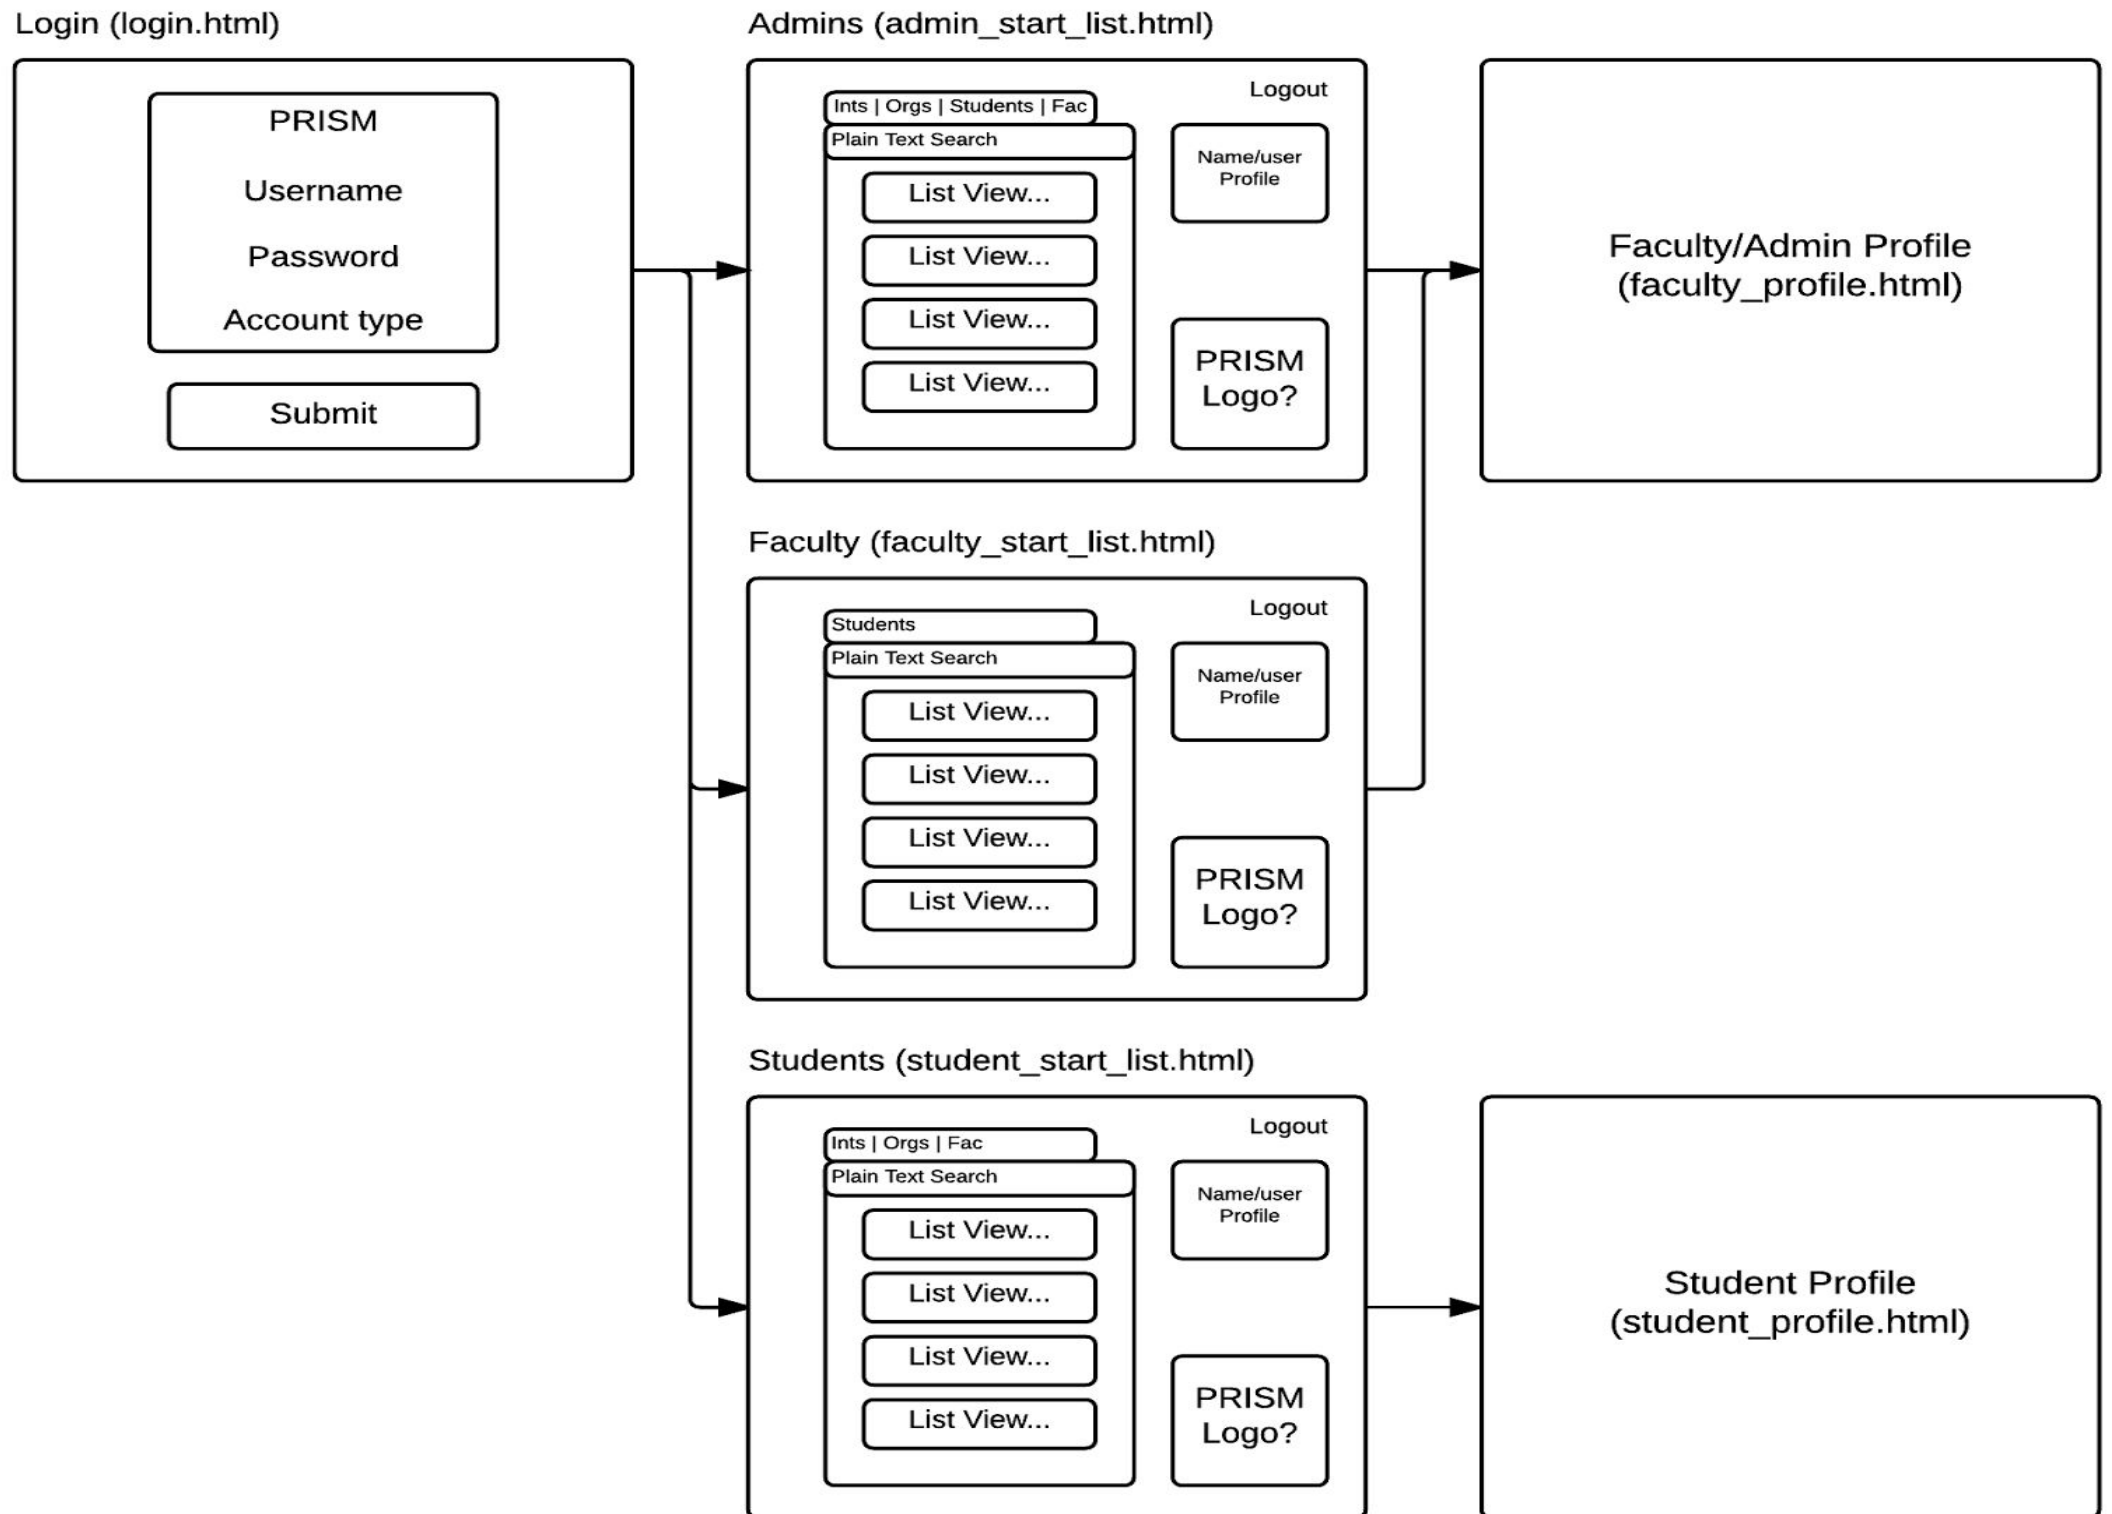 Login (login.html)
PRISM
Username
Password
Account type
Submit
Admins (admin_start_list.html)
Logout
Ints | Orgs | Students | Fac
Plain Text Search
List View...
List View...
List View...
List View...
Name/user
Profile
PRISM
Logo?
Faculty/Admin Profile
(faculty_profile.html)
Faculty (faculty_start_list.html)
Logout
Students
Plain Text Search
List View...
List View...
List View...
List View...
Name/user
Profile
PRISM
Logo?
Students (student_start_list.html)
Logout
Ints | Orgs | Fac
Plain Text Search
List View...
List View...
List View...
List View...
Name/user
Profile
PRISM
Logo?
Student Profile
(student_profile.html)